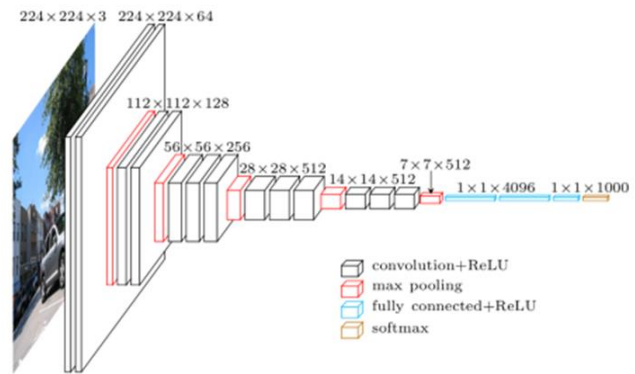 224×224×3
224×224×64
112×112×128
56×56×256
28×28×512
14×14×512
7×7×512
1×1×4096
1×1×1000
convolution+ReLU
max pooling
fully connected+ReLU
softmax